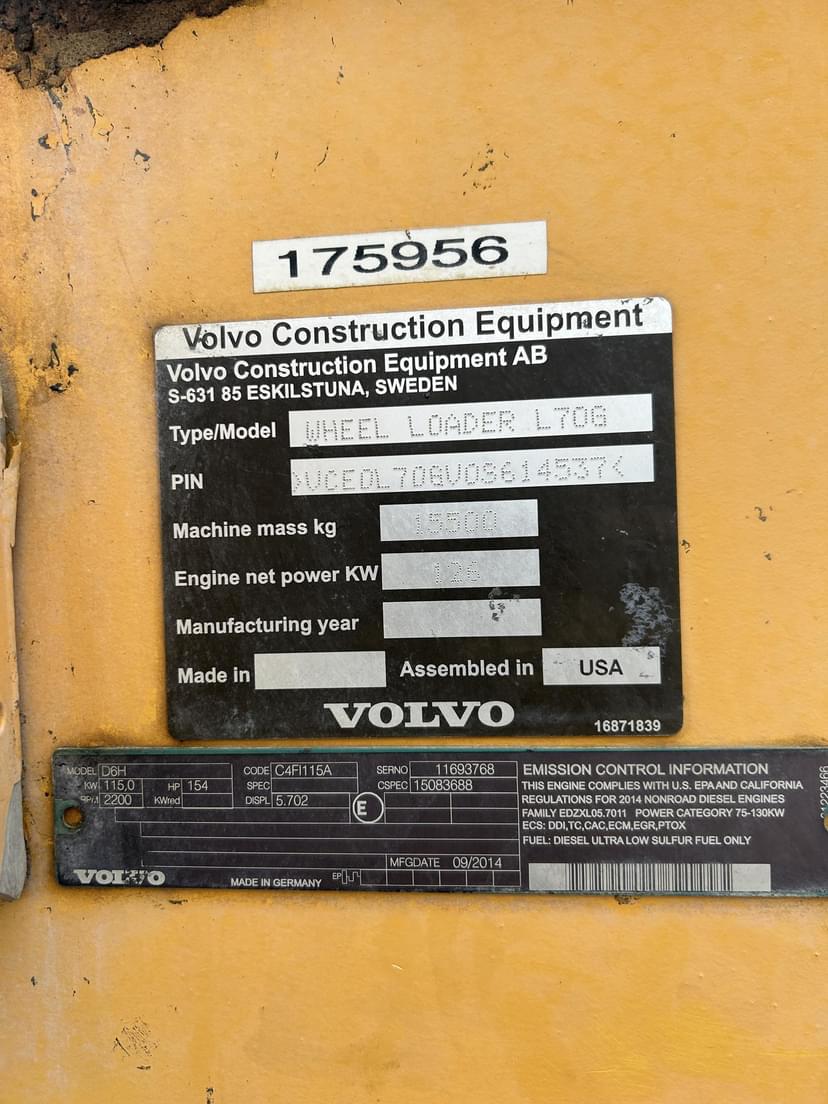 175956
Volvo Construction Equipment
Volvo Construction Equipment AB
S-631 85 ESKILSTUNA, SWEDEN
Type/Model WHEEL LOADER L70G
PIN >VCE0L70GV0S614537<
Machine mass kg 15500
Engine net power KW 126
Manufacturing year
Made in Assembled in USA
VOLVO
16871839
MODEL D6H CODE C4FI115A SERNO 11693768
KW 115,0 HP 154 SPEC CSPEC 15083688
RPM 2200 KWred DISPL 5.702 E
MFGDATE 09/2014
VOLVO MADE IN GERMANY EP
EMISSION CONTROL INFORMATION
THIS ENGINE COMPLIES WITH U.S. EPA AND CALIFORNIA
REGULATIONS FOR 2014 NONROAD DIESEL ENGINES
FAMILY EDZXL05.7011 POWER CATEGORY 75-130KW
ECS: DDI,TC,CAC,ECM,EGR,PTOX
FUEL: DIESEL ULTRA LOW SULFUR FUEL ONLY